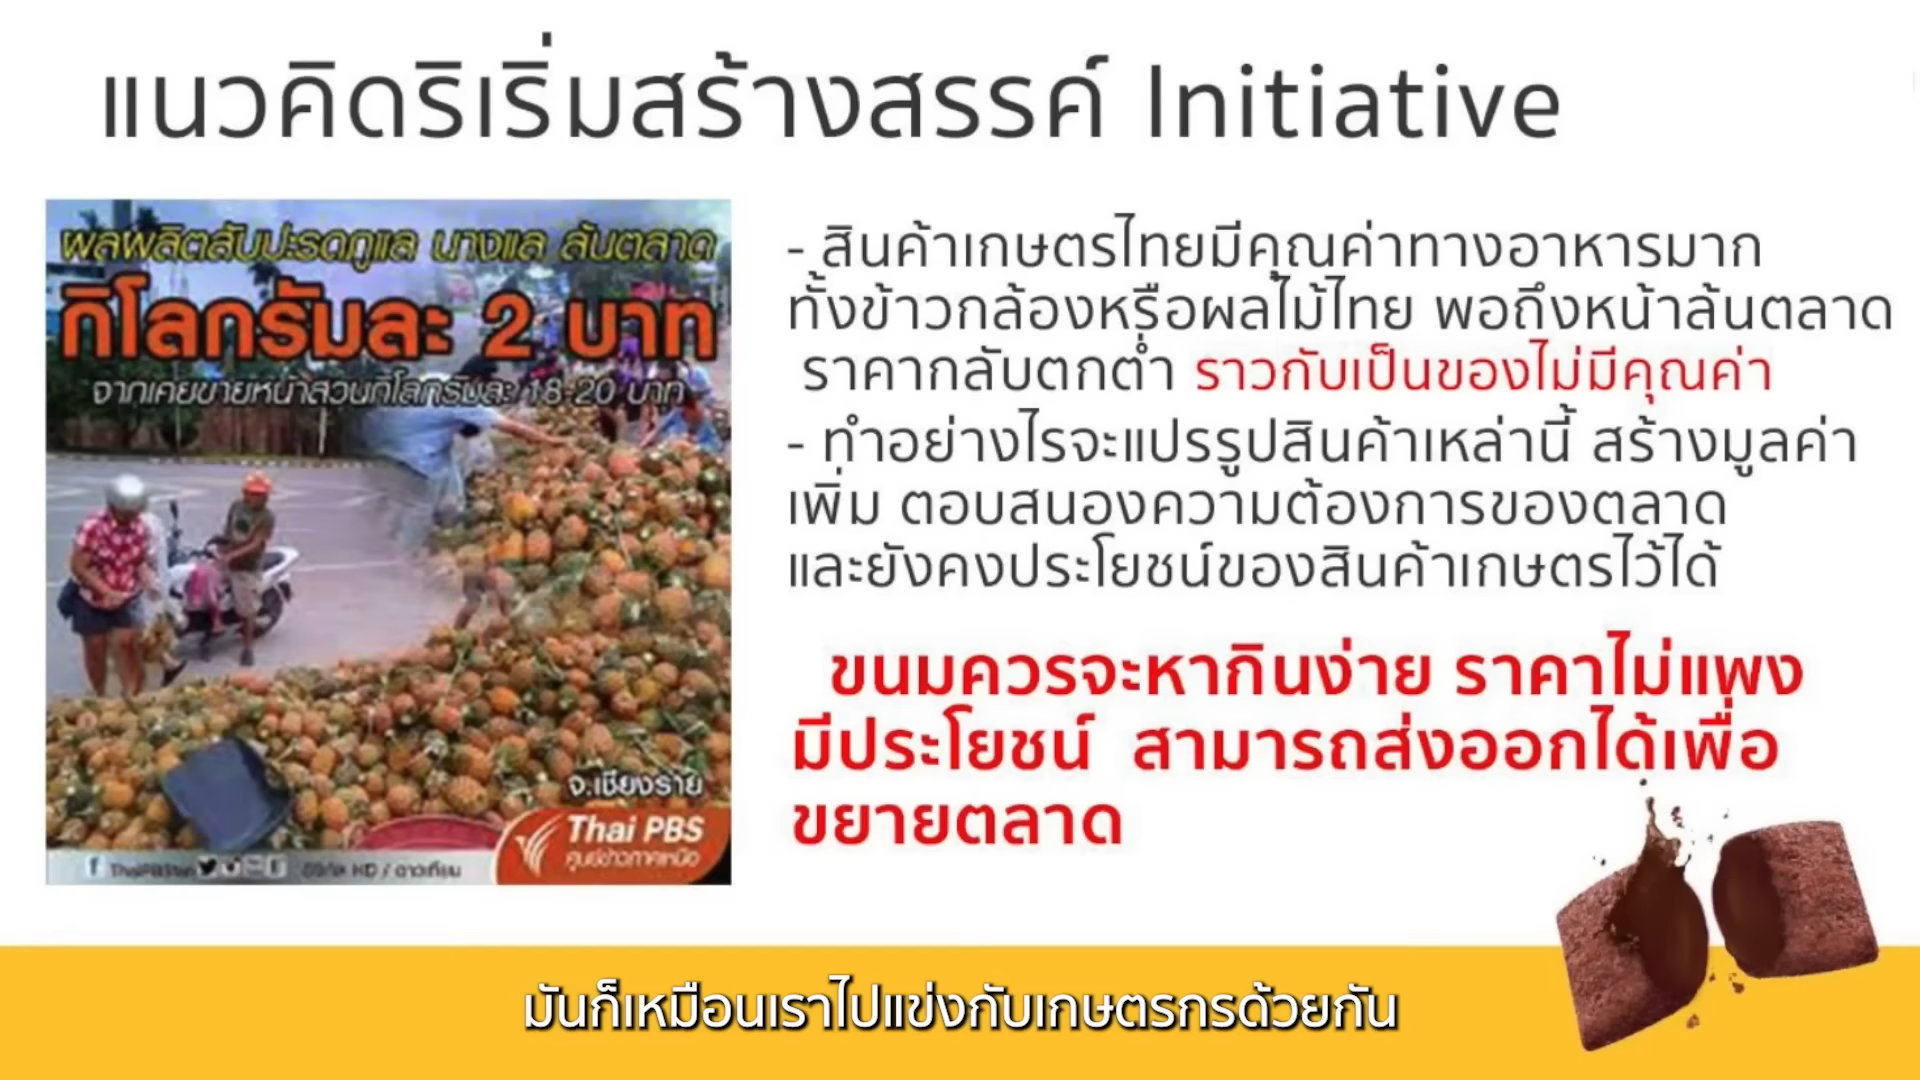 แนวคิดริเริ่มสร้างสรรค์ Initiative
ผลผลิตสับปะรดภูแล นางแล ล้นตลาด
กิโลกรัมละ 2 บาท
จากเคยขายหน้าสวนกิโลกรัมละ 18-20 บาท
จ.เชียงราย
Thai PBS
ศูนย์ข่าวภาคเหนือ
- สินค้าเกษตรไทยมีคุณค่าทางอาหารมาก
ทั้งข้าวกล้องหรือผลไม้ไทย พอถึงหน้าล้นตลาด
ราคากลับตกต่ำ ราวกับเป็นของไม่มีคุณค่า
- ทำอย่างไรจะแปรรูปสินค้าเหล่านี้ สร้างมูลค่า
เพิ่ม ตอบสนองความต้องการของตลาด
และยังคงประโยชน์ของสินค้าเกษตรไว้ได้
ขนมควรจะหากินง่าย ราคาไม่แพง
มีประโยชน์ สามารถส่งออกได้เพื่อ
ขยายตลาด
มันก็เหมือนเราไปแข่งกับเกษตรกรด้วยกัน